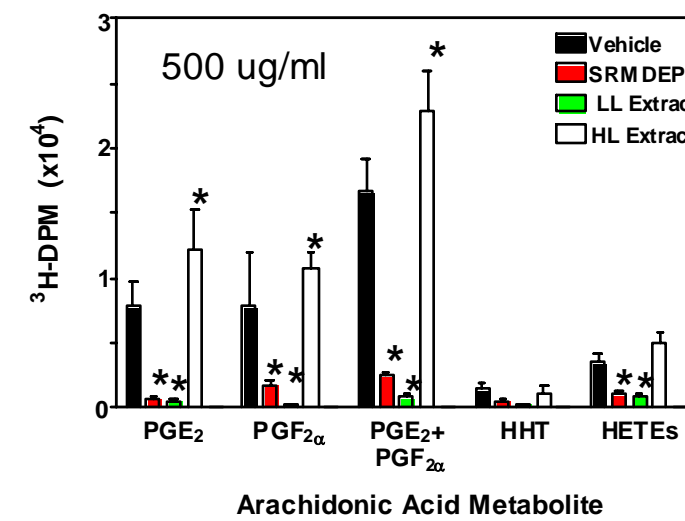 3
500 ug/ml
*
Vehicle
SRM DEP
LL Extrac
HL Extrac
2
³H-DPM (x10⁴)
*
*
1
* *
* *
*
*
* *
0
PGE₂
PGF₂α
PGE₂+
PGF₂α
HHT
HETEs
Arachidonic Acid Metabolite